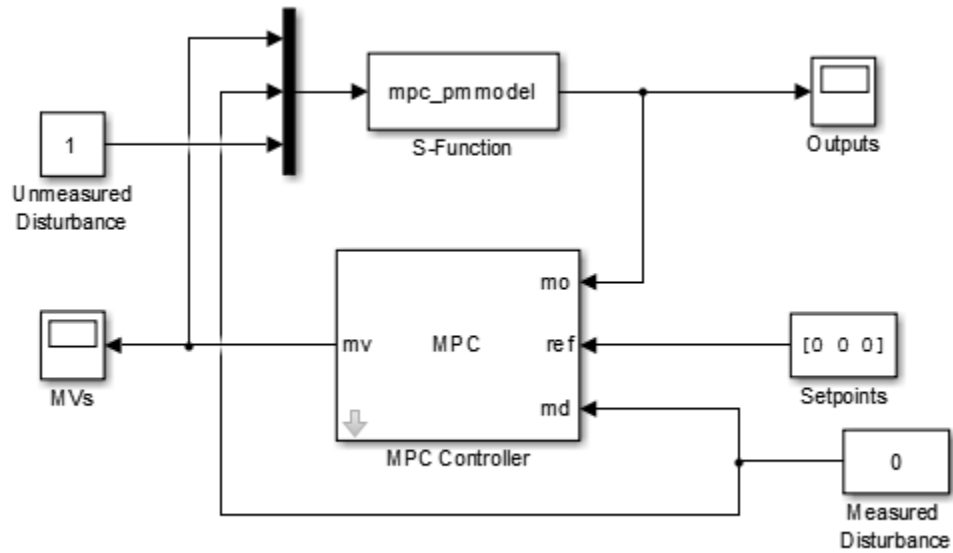 mpc_pmmodel
S-Function
Outputs
1
Unmeasured
Disturbance
mo
mv
MPC
ref
md
MPC Controller
MVs
[0 0 0]
Setpoints
0
Measured
Disturbance